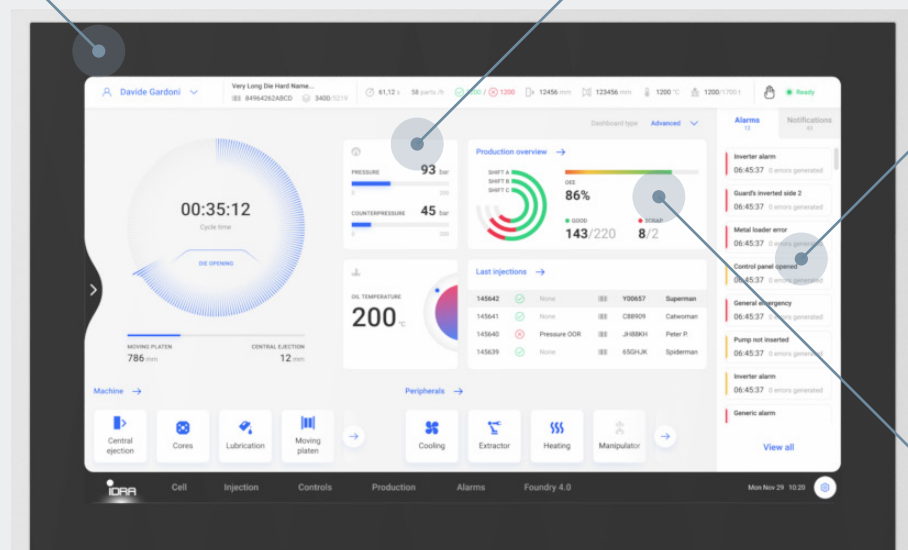 Davide Gardoni
Very Long Die Hard Name...
84964262ABCD 3400/5219
61,12 s 58 parts /h 1200 / 1200 12456 mm 123456 mm 1200 °C 1200/1700 t Ready
Dashboard type Advanced
Alarms Notifications
12
00:35:12
Cycle time
DIE OPENING
MOVING PLATEN CENTRAL EJECTION
786 mm 12 mm
PRESSURE 93 bar
0
COUNTERPRESSURE 45 bar
0
OIL TEMPERATURE
200 °C
Production overview
SHIFT A
SHIFT B
SHIFT C
OEE
86%
GOOD SCRAP
143/220 8/2
Last injections
145642 None Y00657 Superman
145641 None C88909 Catwoman
145640 Pressure OOR JH88KH Peter P.
145639 None 65GHJK Spiderman
Inverter alarm
06:45:37 0 errors generated
Guard's inverted side 2
06:45:37 0 errors generated
Metal loader error
06:45:37 0 errors generated
Control panel opened
06:45:37 0 errors generated
General emergency
06:45:37 0 errors generated
Pump not inserted
06:45:37 0 errors generated
Inverter alarm
06:45:37 0 errors generated
Generic alarm
View all
Machine
Central ejection
Cores
Lubrication
Moving platen
Peripherals
Cooling
Extractor
Heating
Manipulator
IDRA
Cell Injection Controls Production Alarms Foundry 4.0
Mon Nov 29 10:20